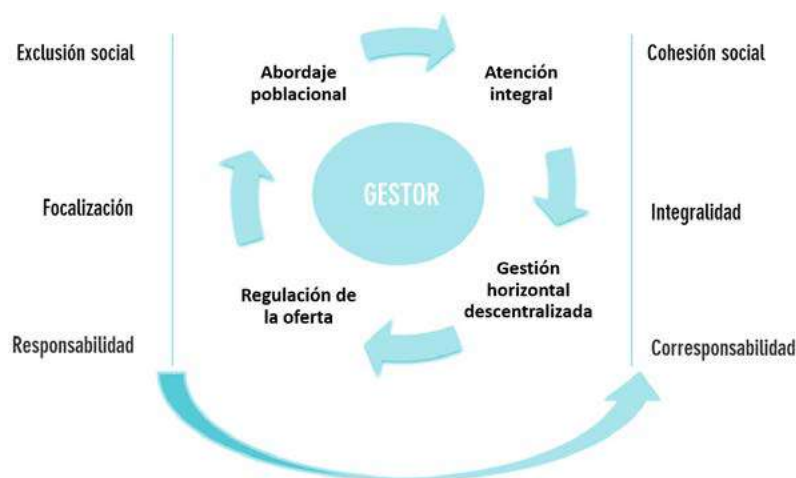 Exclusión social
Focalización
Responsabilidad
Abordaje
poblacional
Atención
integral
GESTOR
Gestión
horizontal
descentralizada
Regulación de
la oferta
Cohesión social
Integralidad
Corresponsabilidad